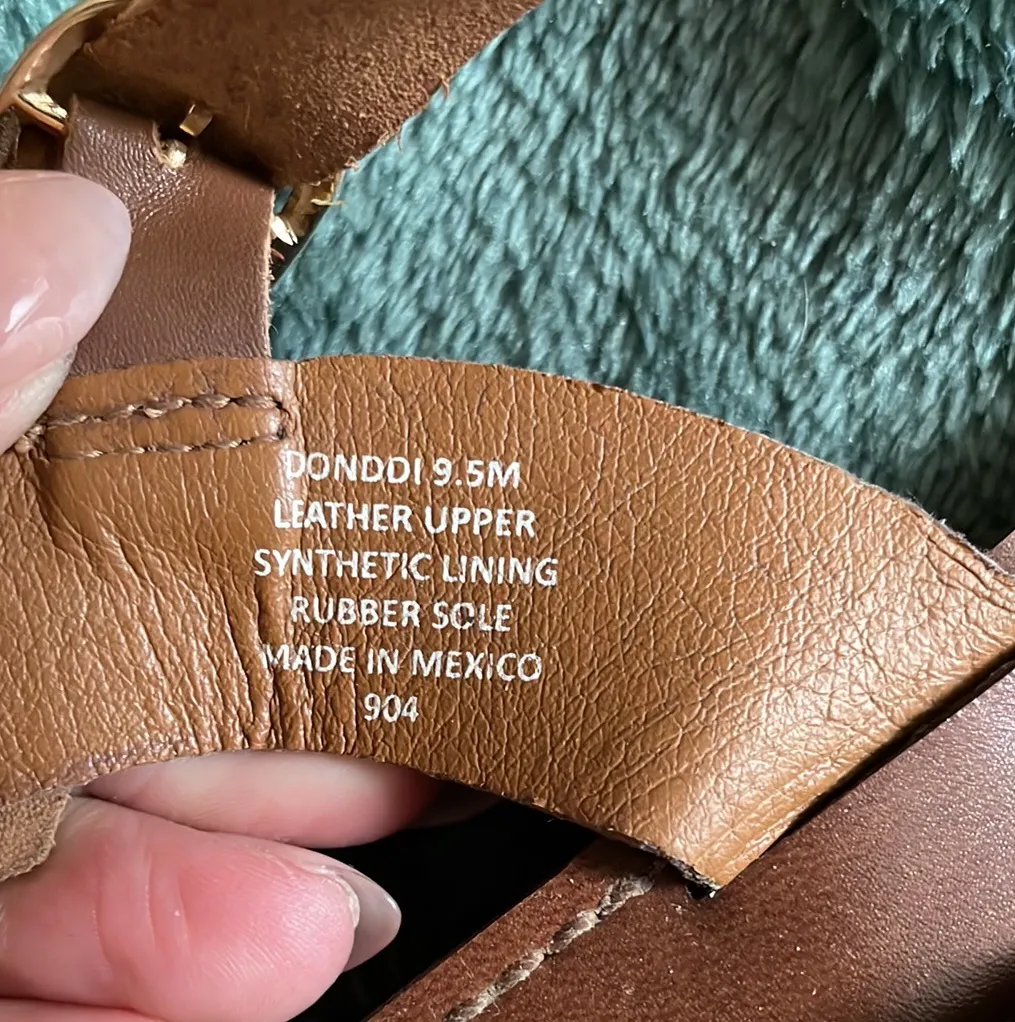 DONDDI 9.5M
LEATHER UPPER
SYNTHETIC LINING
RUBBER SOLE
MADE IN MEXICO
904